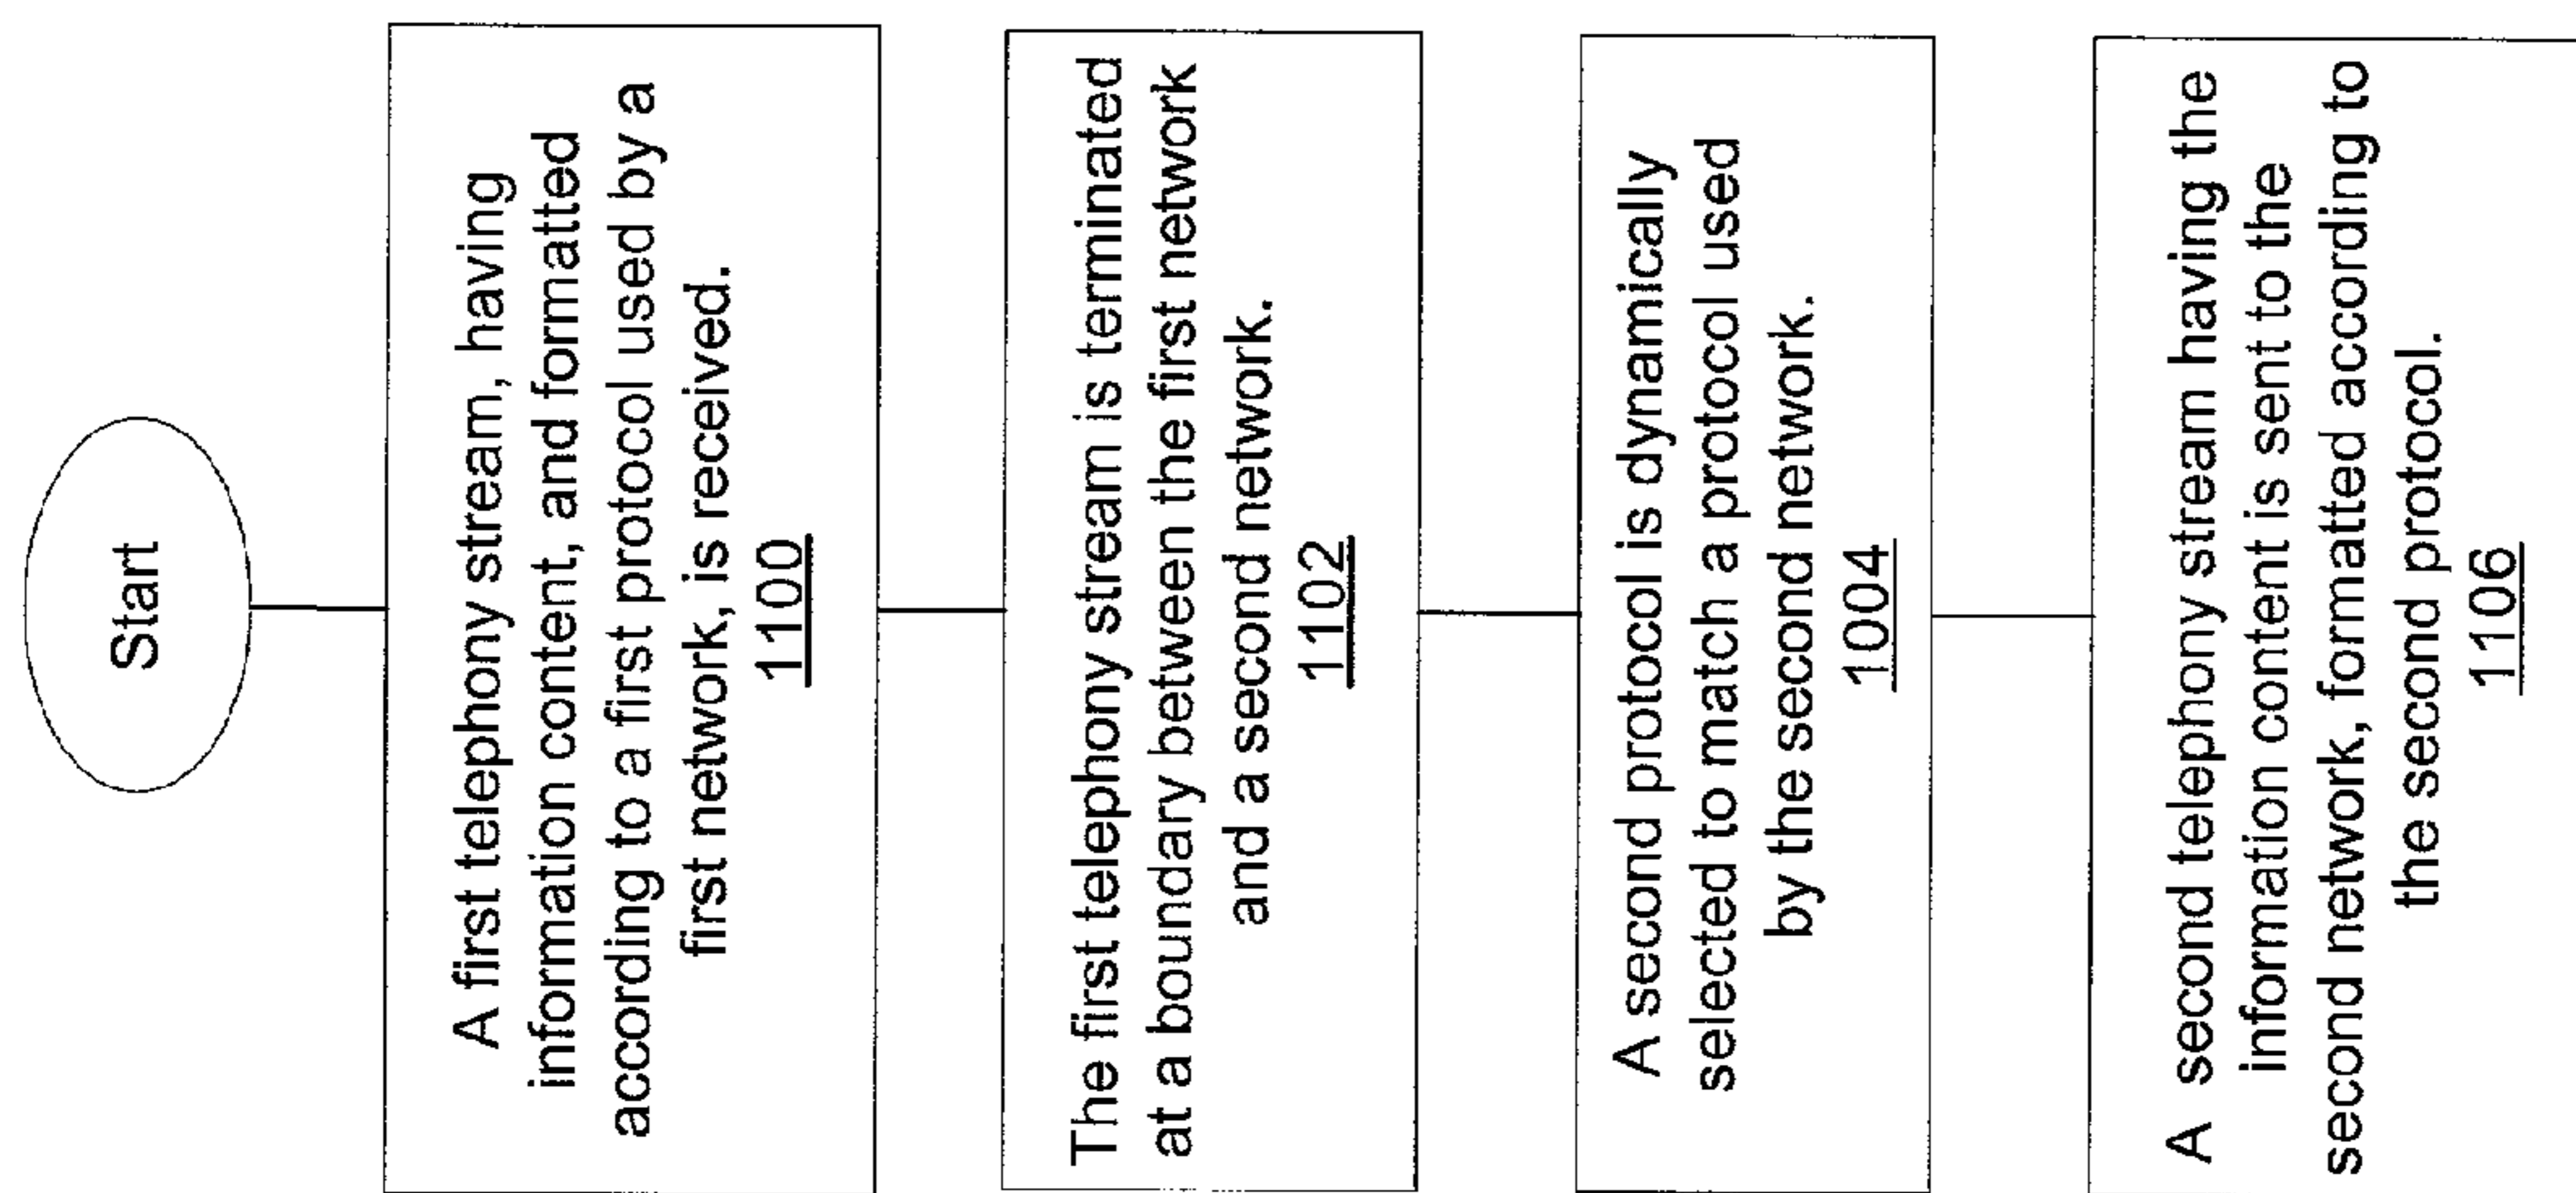 Start
A first telephony stream, having
information content, and formatted
according to a first protocol used by a
first network, is received.
1100
The first telephony stream is terminated
at a boundary between the first network
and a second network.
1102
A second protocol is dynamically
selected to match a protocol used
by the second network.
1004
A second telephony stream having the
information content is sent to the
second network, formatted according to
the second protocol.
1106